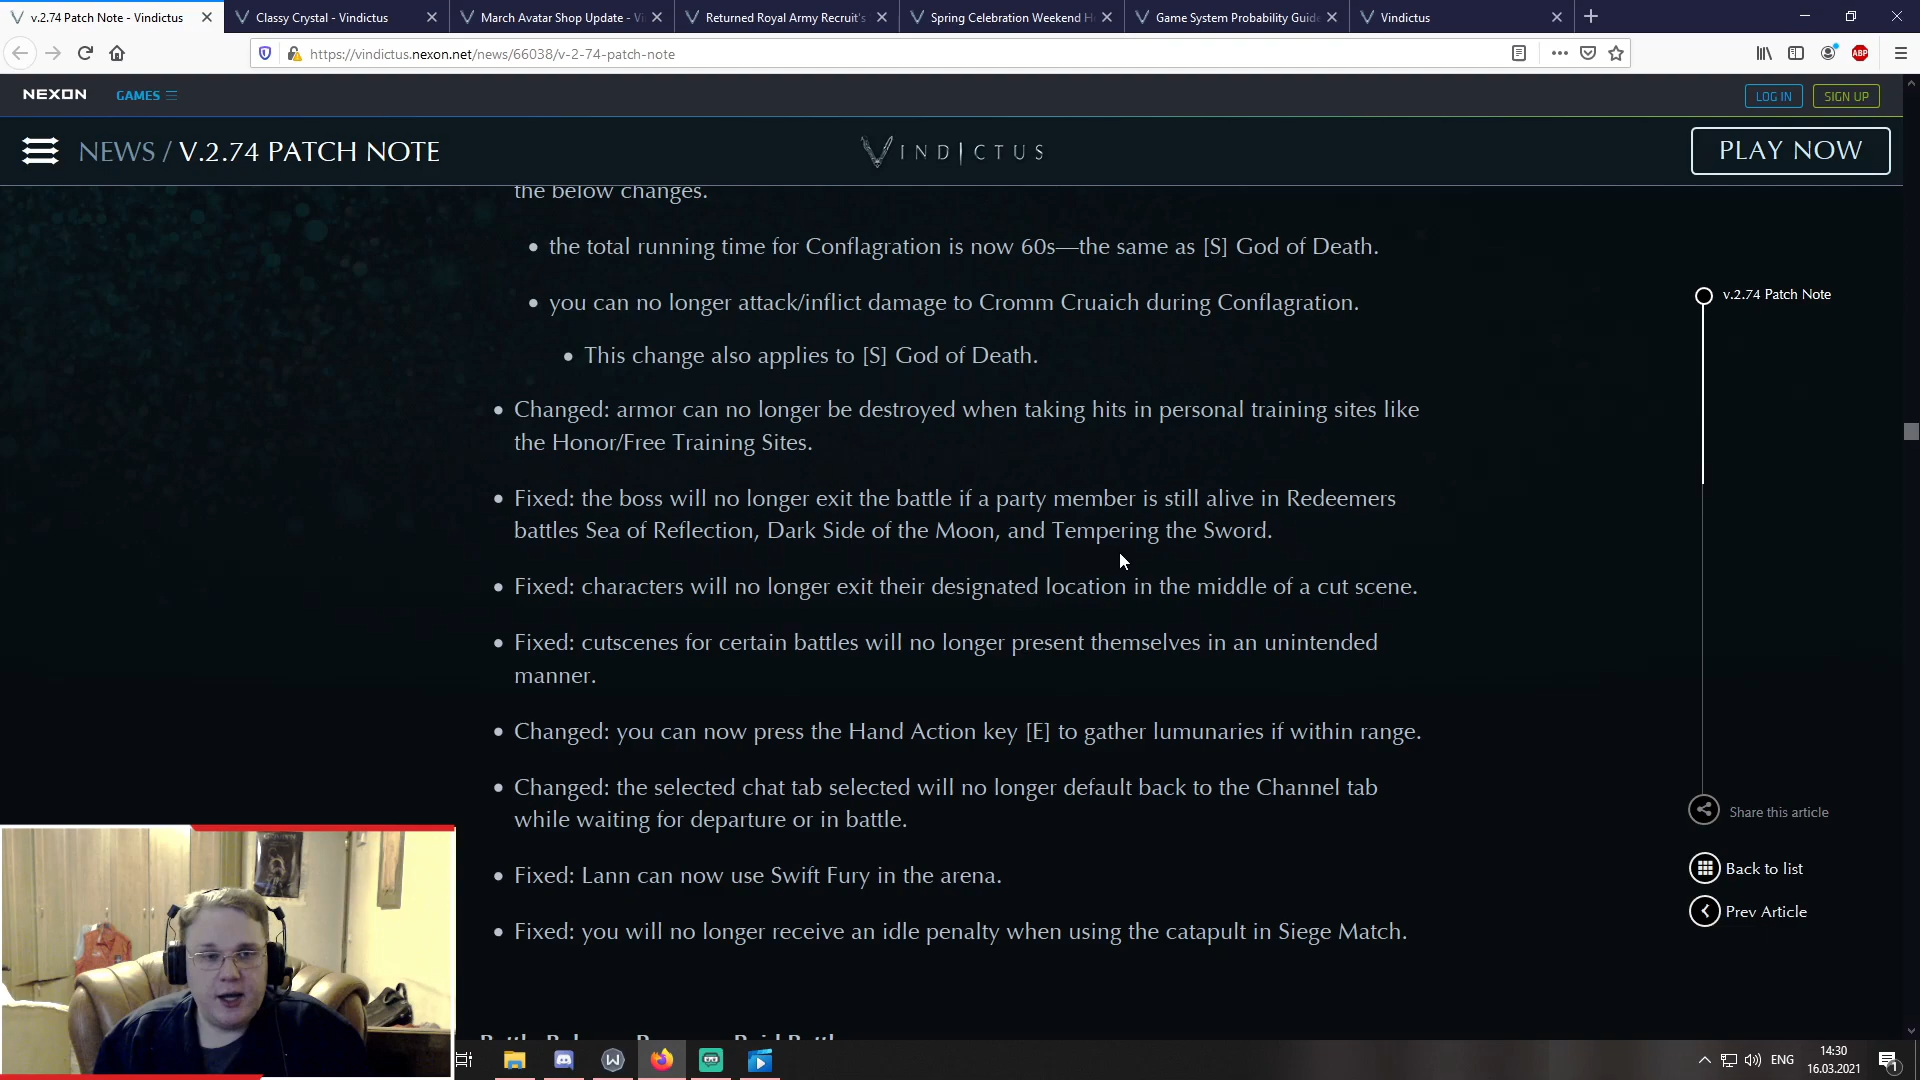 v.2.74 Patch Note - Vindictus
Classy Crystal - Vindictus
March Avatar Shop Update - Vi
Returned Royal Army Recruit's
Spring Celebration Weekend H
Game System Probability Guide
Vindictus
https://vindictus.nexon.net/news/66038/v-2-74-patch-note
ABP
NEXON
GAMES
LOG IN
SIGN UP
NEWS / V.2.74 PATCH NOTE
VINDICTUS
PLAY NOW
the below changes.
• the total running time for Conflagration is now 60s—the same as [S] God of Death.
• you can no longer attack/inflict damage to Cromm Cruaich during Conflagration.
• This change also applies to [S] God of Death.
• Changed: armor can no longer be destroyed when taking hits in personal training sites like
the Honor/Free Training Sites.
• Fixed: the boss will no longer exit the battle if a party member is still alive in Redeemers
battles Sea of Reflection, Dark Side of the Moon, and Tempering the Sword.
• Fixed: characters will no longer exit their designated location in the middle of a cut scene.
• Fixed: cutscenes for certain battles will no longer present themselves in an unintended
manner.
• Changed: you can now press the Hand Action key [E] to gather lumunaries if within range.
• Changed: the selected chat tab selected will no longer default back to the Channel tab
while waiting for departure or in battle.
• Fixed: Lann can now use Swift Fury in the arena.
• Fixed: you will no longer receive an idle penalty when using the catapult in Siege Match.
v.2.74 Patch Note
Share this article
Back to list
Prev Article
ENG
14:30
16.03.2021
1